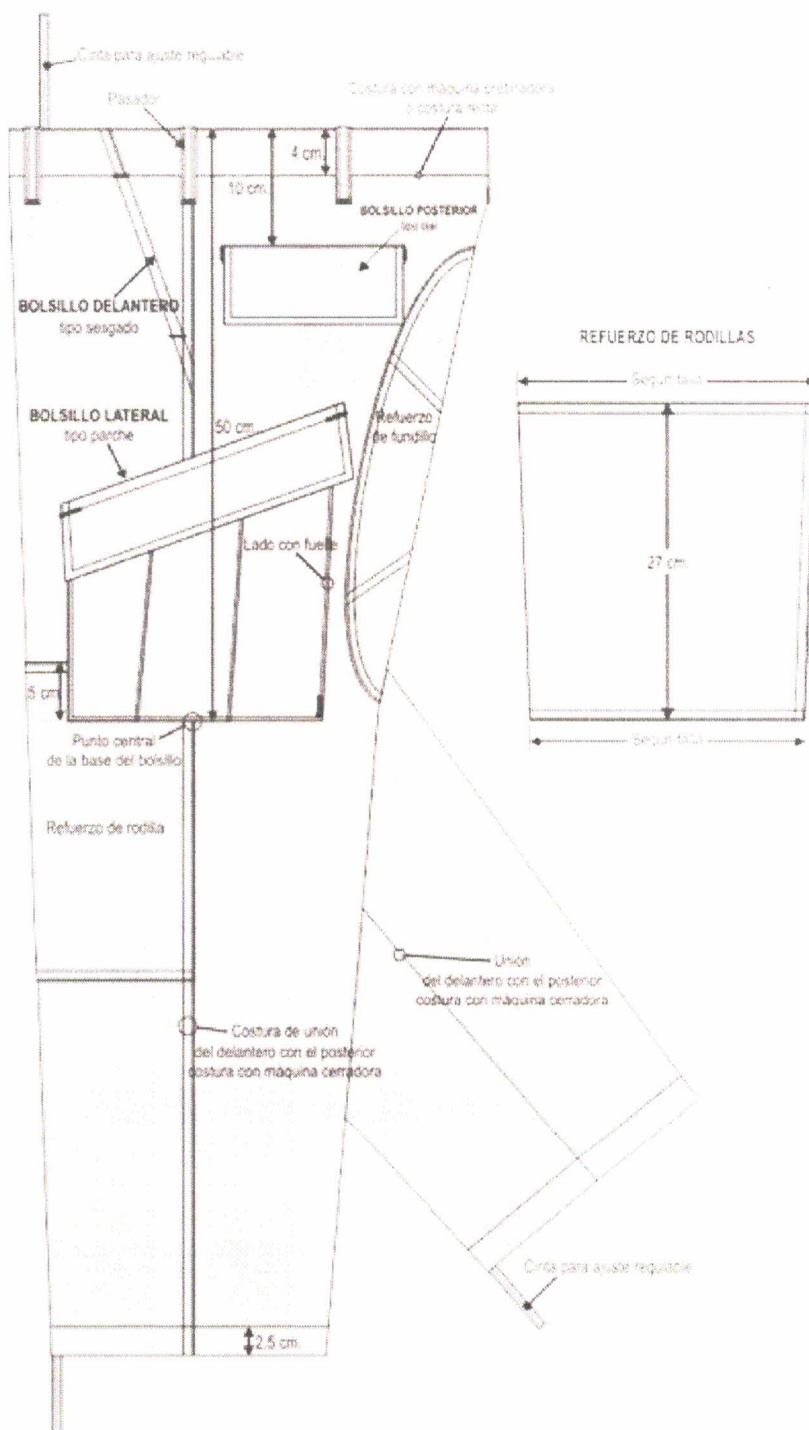 Cinta para ajuste regulable
Pasador
Costura con máquina pretinadora
o costura recta
4 cm.
10 cm.
BOLSILLO POSTERIOR
BOLSILLO DELANTERO
tipo sesgado
REFUERZO DE RODILLAS
Según talla
BOLSILLO LATERAL
tipo parche
50 cm.
Refuerzo
de fundillo
27 cm.
Lado con fuelle
5 cm
Punto central
de la base del bolsillo
Según talla
Refuerzo de rodilla
Unión
del delantero con el posterior
costura con máquina cerradora
Costura de unión
del delantero con el posterior
costura con máquina cerradora
Cinta para ajuste regulable
2.5 cm.